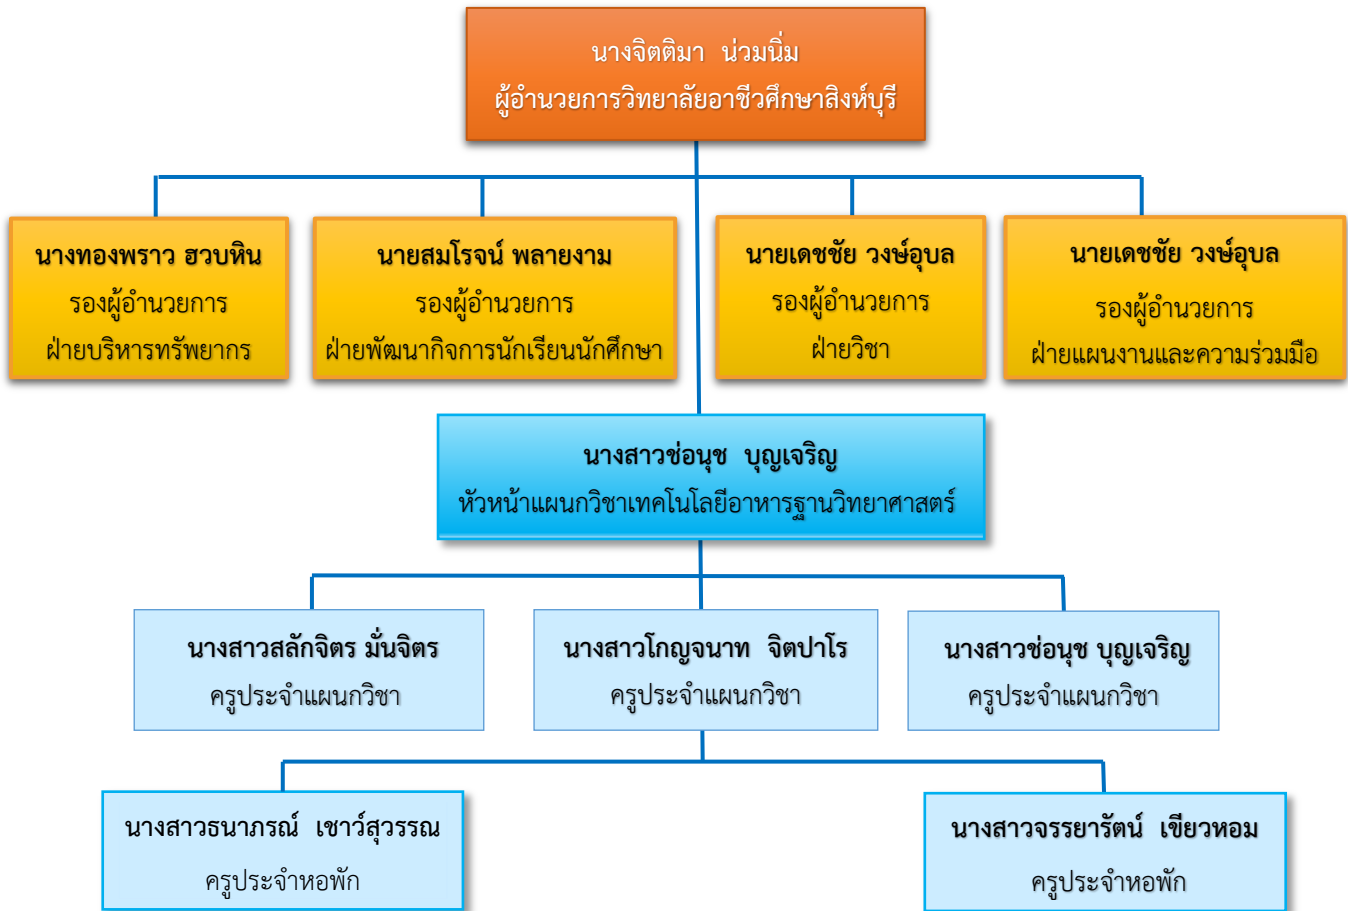 นางจิตติมา น่วมนิ่ม
ผู้อำนวยการวิทยาลัยอาชีวศึกษาสิงห์บุรี
นางทองพราว ฮวบหิน
รองผู้อำนวยการ
ฝ่ายบริหารทรัพยากร
นายสมโรจน์ พลายงาม
รองผู้อำนวยการ
ฝ่ายพัฒนากิจการนักเรียนนักศึกษา
นายเดชชัย วงษ์อุบล
รองผู้อำนวยการ
ฝ่ายวิชา
นายเดชชัย วงษ์อุบล
รองผู้อำนวยการ
ฝ่ายแผนงานและความร่วมมือ
นางสาวช่อนุช บุญเจริญ
หัวหน้าแผนกวิชาเทคโนโลยีอาหารฐานวิทยาศาสตร์
นางสาวสลักจิตร มั่นจิตร
ครูประจำแผนกวิชา
นางสาวโกญจนาท จิตปาโร
ครูประจำแผนกวิชา
นางสาวช่อนุช บุญเจริญ
ครูประจำแผนกวิชา
นางสาวธนาภรณ์ เชาว์สุวรรณ
ครูประจำหอพัก
นางสาวจรรยารัตน์ เขียวหอม
ครูประจำหอพัก